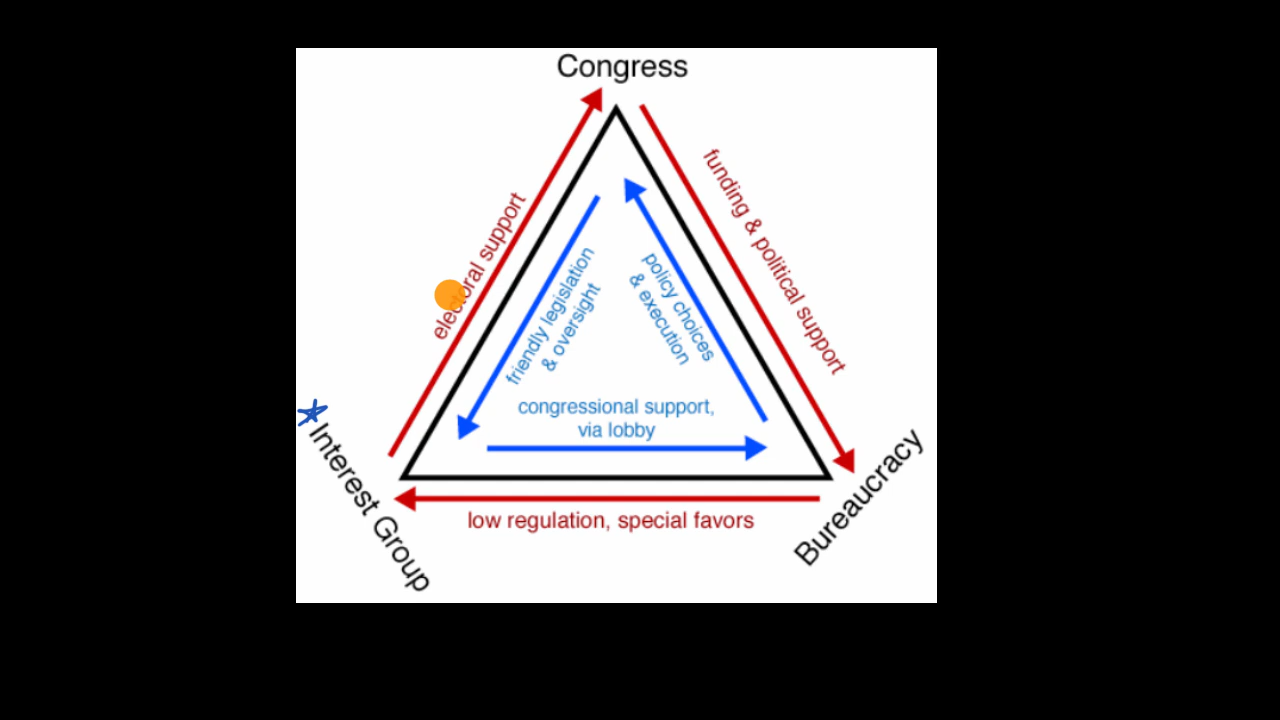 Congress
electoral support
funding & political support
friendly legislation
& oversight
policy choices
& execution
congressional support,
via lobby
Interest Group
Bureaucracy
low regulation, special favors